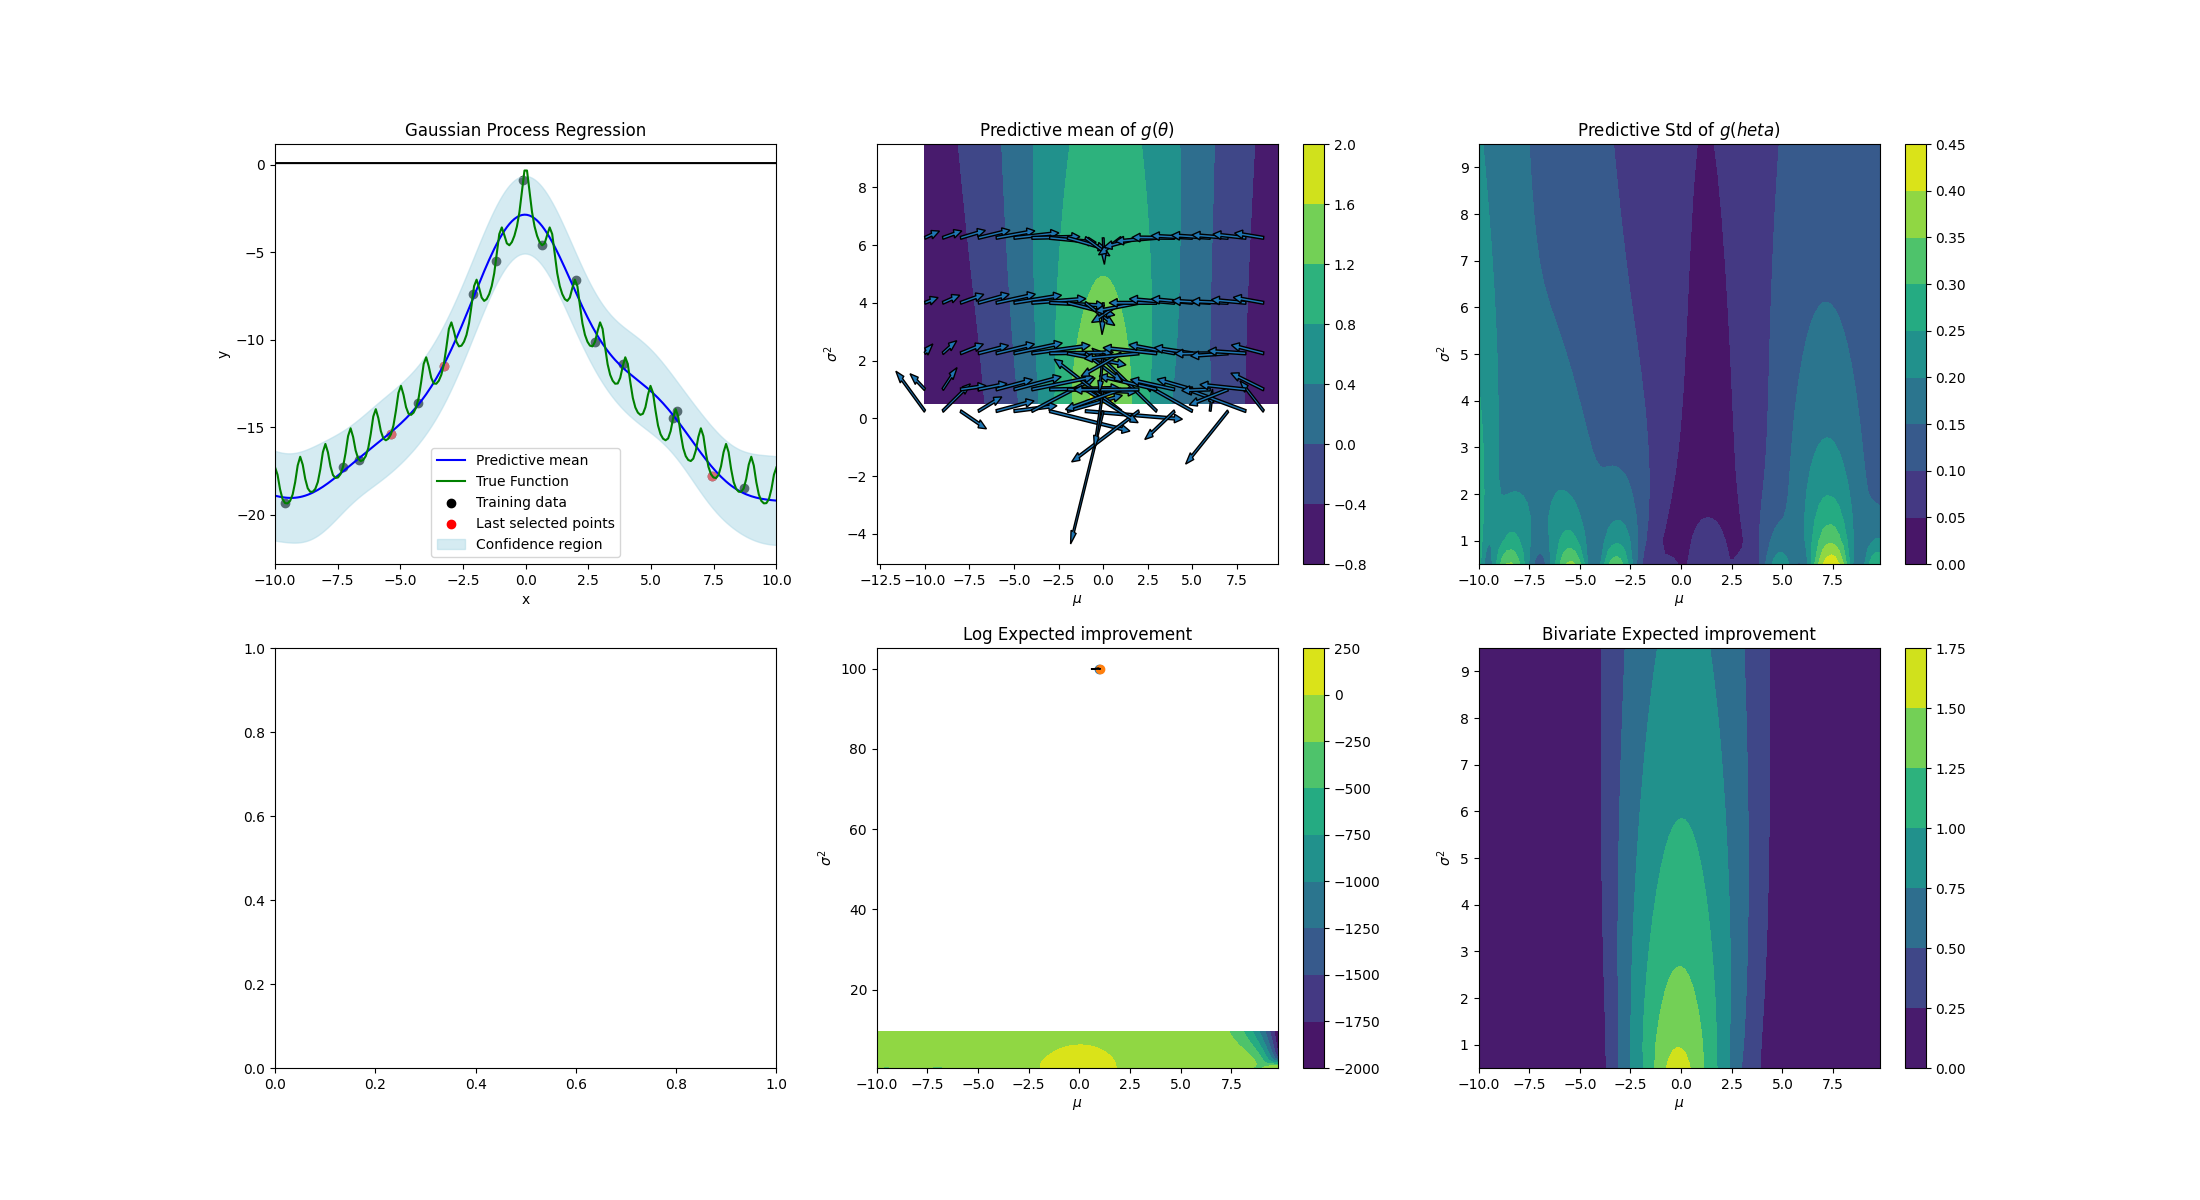 Gaussian Process Regression
0
−5
−10
−15
−20
y
−10.0 −7.5 −5.0 −2.5 0.0 2.5 5.0 7.5 10.0
x
Predictive mean
True Function
Training data
Last selected points
Confidence region
Predictive mean of g(θ)
8
6
4
2
0
−2
−4
σ²
−12.5 −10.0 −7.5 −5.0 −2.5 0.0 2.5 5.0 7.5
μ
2.0
1.6
1.2
0.8
0.4
0.0
−0.4
−0.8
Predictive Std of g(heta)
9
8
7
6
5
4
3
2
1
σ²
−10.0 −7.5 −5.0 −2.5 0.0 2.5 5.0 7.5
μ
0.45
0.40
0.35
0.30
0.25
0.20
0.15
0.10
0.05
0.00
1.0
0.8
0.6
0.4
0.2
0.0
0.0 0.2 0.4 0.6 0.8 1.0
Log Expected improvement
100
80
60
40
20
σ²
−10.0 −7.5 −5.0 −2.5 0.0 2.5 5.0 7.5
μ
250
0
−250
−500
−750
−1000
−1250
−1500
−1750
−2000
Bivariate Expected improvement
9
8
7
6
5
4
3
2
1
σ²
−10.0 −7.5 −5.0 −2.5 0.0 2.5 5.0 7.5
μ
1.75
1.50
1.25
1.00
0.75
0.50
0.25
0.00